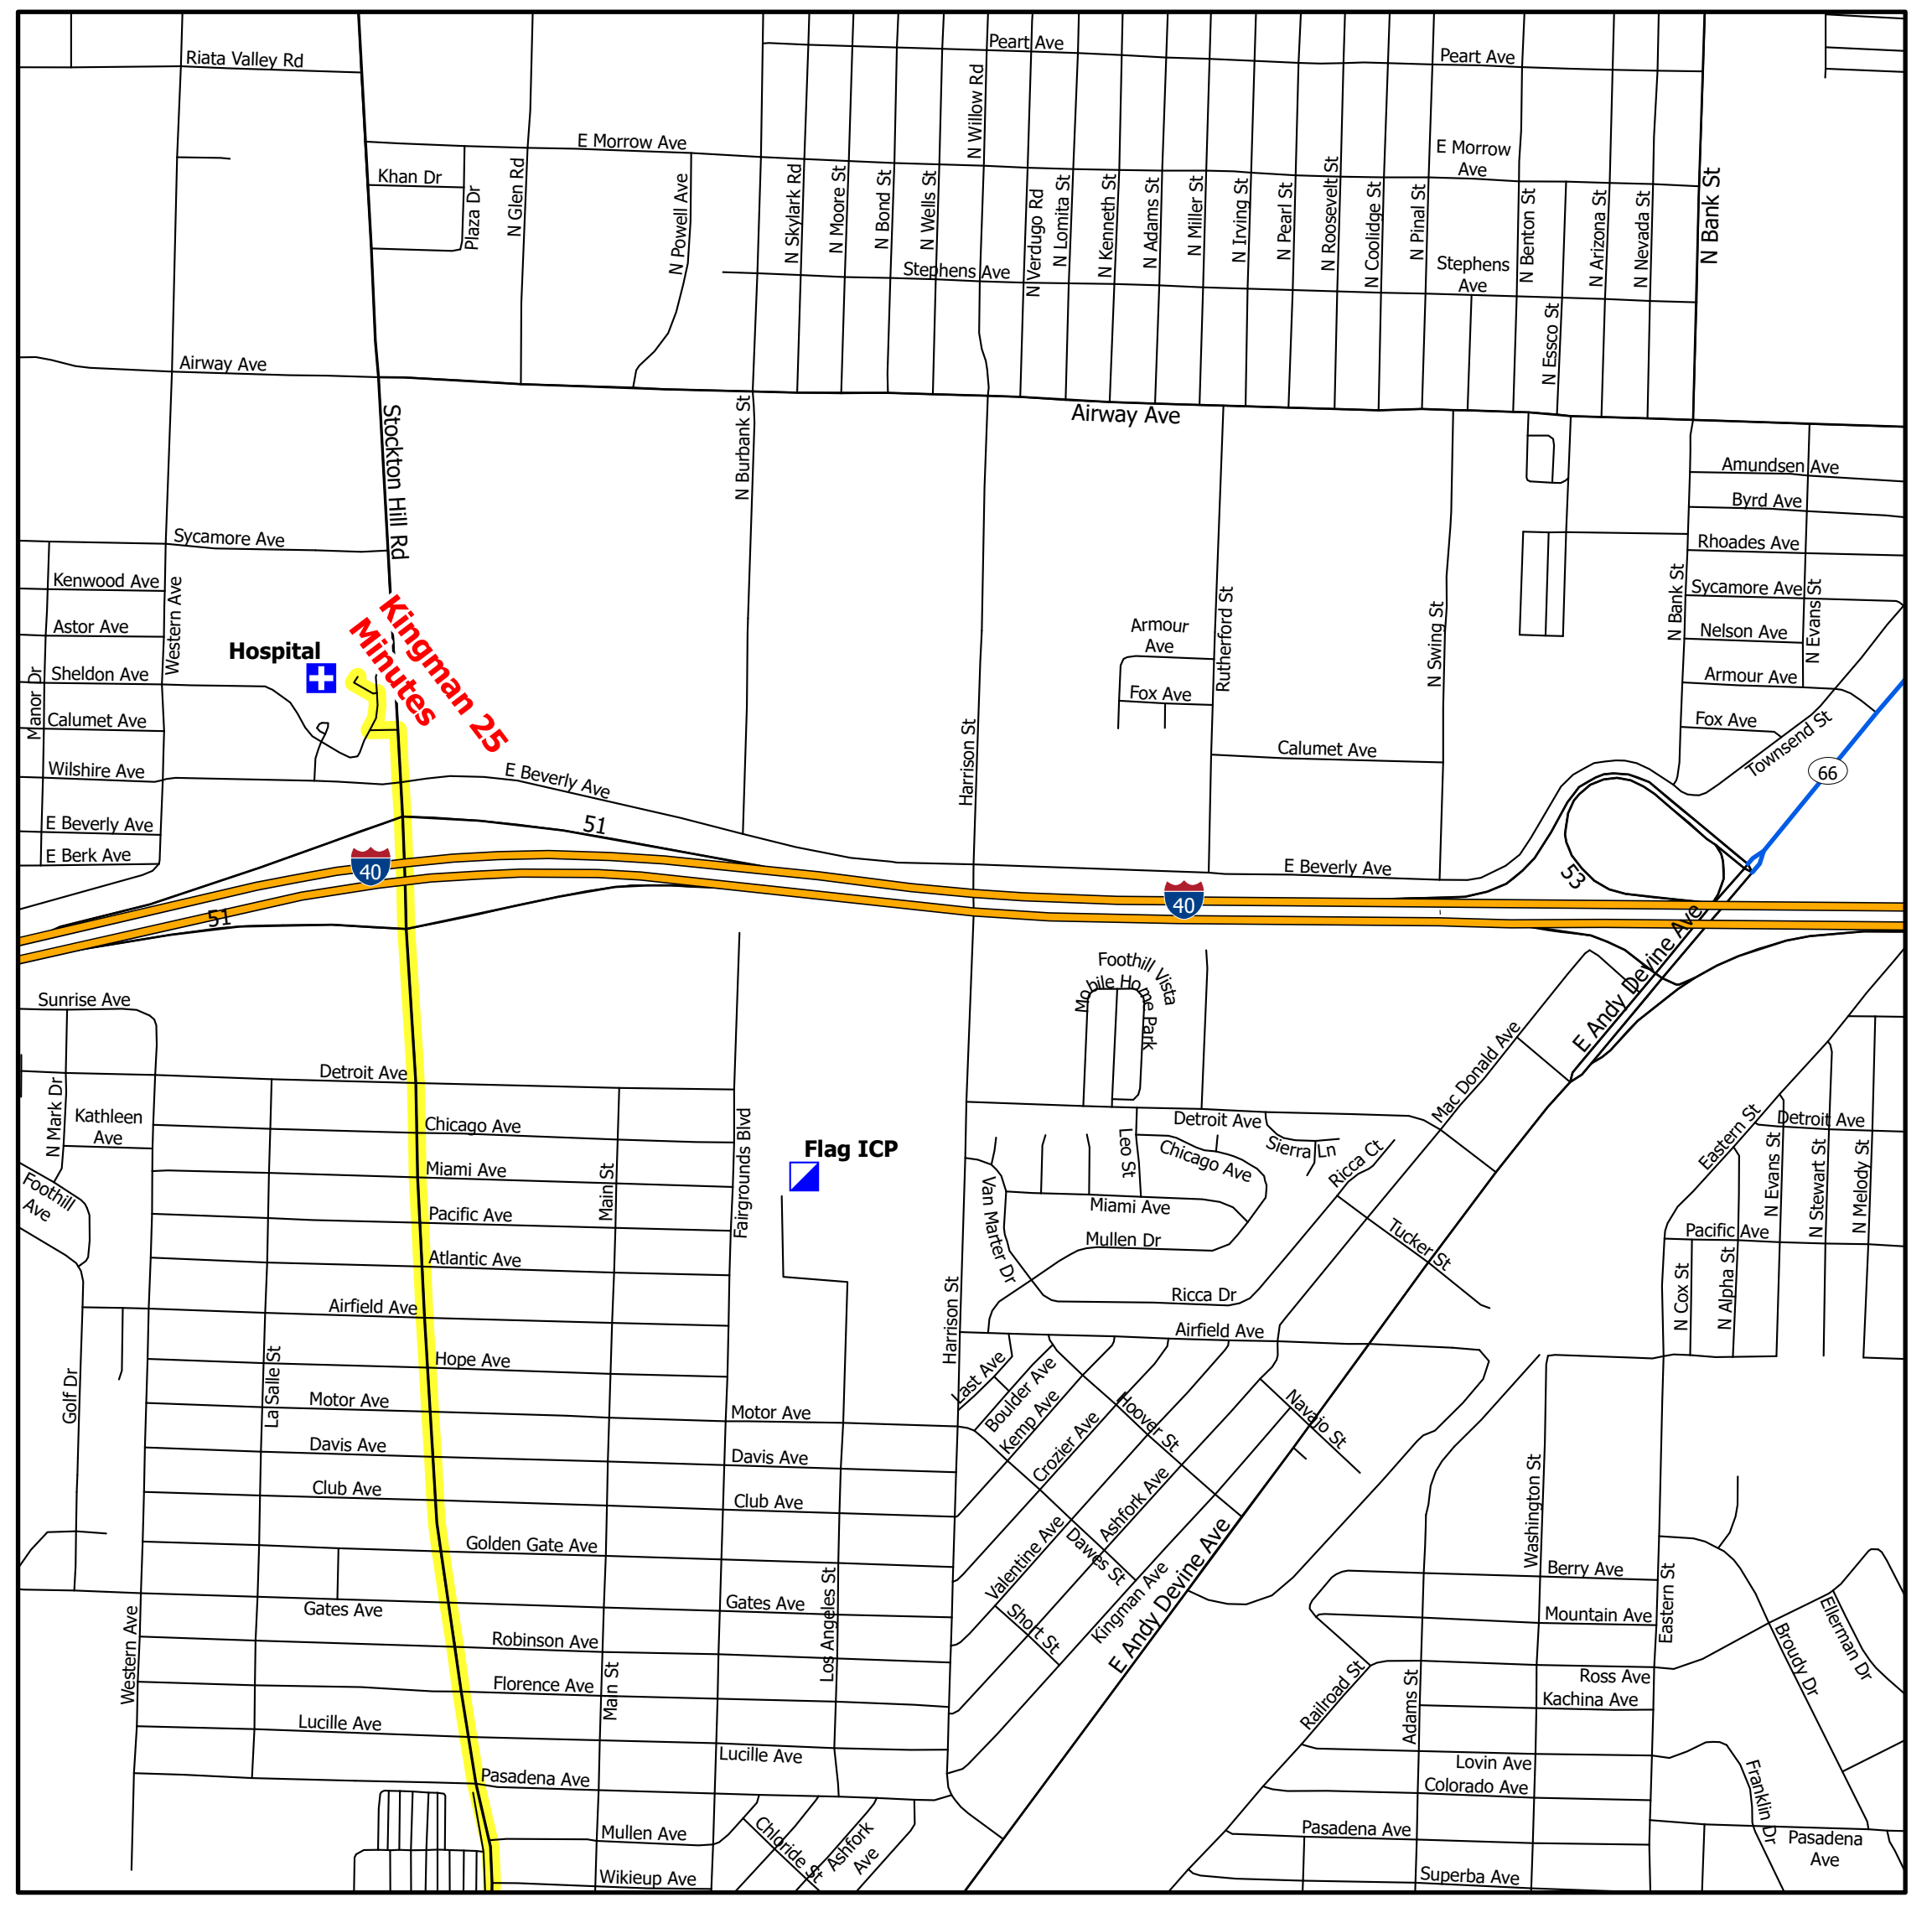 Peart Ave
Peart Ave
Riata Valley Rd
N Willow Rd
E Morrow Ave
E Morrow
Ave
Khan Dr
Plaza Dr
N Glen Rd
N Powell Ave
N Skylark Rd
N Moore St
N Bond St
N Wells St
N Verdugo Rd
N Lomita St
N Kenneth St
N Adams St
N Miller St
N Irving St
N Pearl St
N Roosevelt St
N Coolidge St
N Pinal St
N Benton St
N Arizona St
N Nevada St
N Bank St
Stephens Ave
Stephens
Ave
N Essco St
Airway Ave
Airway Ave
Stockton Hill Rd
N Burbank St
Amundsen Ave
Byrd Ave
Rhoades Ave
Sycamore Ave
Sycamore Ave
Kenwood Ave
Western Ave
Astor Ave
Hospital
Kingman 25
Minutes
Armour
Ave
Rutherford St
N Swing St
N Bank St
N Evans St
Nelson Ave
Manor Dr
Sheldon Ave
Fox Ave
Armour Ave
Calumet Ave
Harrison St
Fox Ave
Townsend St
Calumet Ave
Wilshire Ave
E Beverly Ave
66
E Beverly Ave
51
E Berk Ave
40
E Beverly Ave
53
40
51
E Andy Devine Ave
Foothill Vista
Mobile Home Park
Sunrise Ave
Detroit Ave
N Mark Dr
Kathleen
Ave
Chicago Ave
Fairgrounds Blvd
Mac Donald Ave
Detroit Ave
Leo St
Chicago Ave
Sierra Ln
Ricca Ct
Eastern St
Detroit Ave
N Evans St
N Stewart St
N Melody St
Flag ICP
Miami Ave
Main St
Foothill
Ave
Van Marter Dr
Miami Ave
Pacific Ave
Mullen Dr
Tucker St
Pacific Ave
Atlantic Ave
Harrison St
Ricca Dr
N Cox St
N Alpha St
Airfield Ave
Airfield Ave
Hope Ave
La Salle St
Golf Dr
Last Ave
Boulder Ave
Kemp Ave
Hoover St
Navajo St
Motor Ave
Motor Ave
Crozier Ave
Davis Ave
Davis Ave
Club Ave
Club Ave
Ashfork Ave
Washington St
Valentine Ave
Dawes St
Golden Gate Ave
Los Angeles St
Kingman Ave
E Andy Devine Ave
Berry Ave
Eastern St
Gates Ave
Gates Ave
Short St
Mountain Ave
Eilerman Dr
Western Ave
Robinson Ave
Broudy Dr
Main St
Florence Ave
Railroad St
Adams St
Ross Ave
Kachina Ave
Lucille Ave
Lucille Ave
Lovin Ave
Pasadena Ave
Colorado Ave
Franklin Dr
Mullen Ave
Chloride St
Ashfork
Ave
Pasadena Ave
Pasadena
Ave
Wikieup Ave
Superba Ave